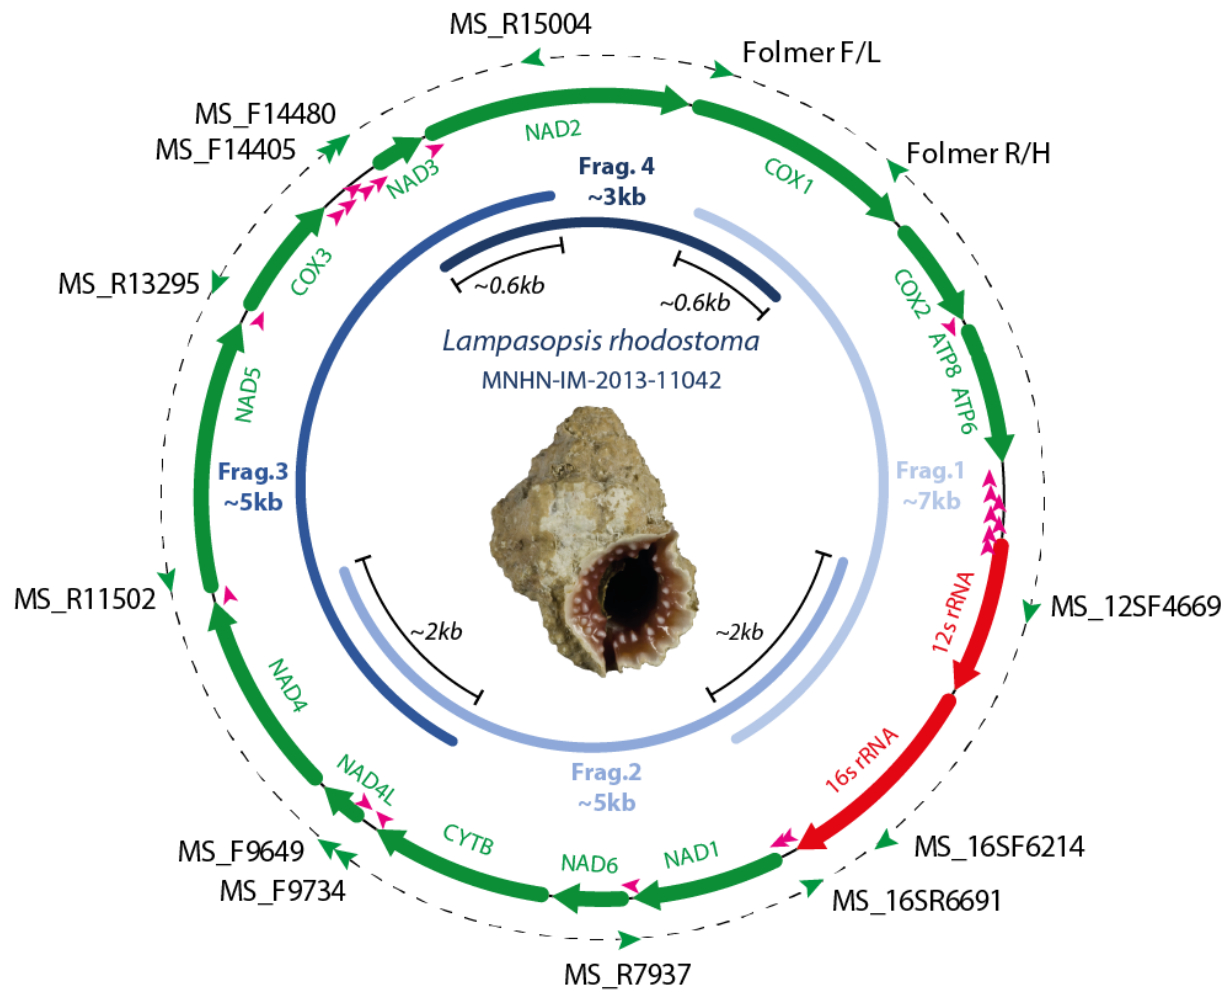 MS_R15004
Folmer F/L
MS_F14480
MS_F14405
NAD2
Folmer R/H
NAD3
COX1
Frag. 4
~3kb
MS_R13295
COX3
~0.6kb
~0.6kb
COX2
Lampasopsis rhodostoma
MNHN-IM-2013-11042
ATP8
ATP6
NAD5
Frag.3
~5kb
Frag.1
~7kb
MS_R11502
MS_12SF4669
12s rRNA
~2kb
~2kb
NAD4
16s rRNA
Frag.2
~5kb
NAD4L
CYTB
NAD6
NAD1
MS_F9649
MS_F9734
MS_16SF6214
MS_16SR6691
MS_R7937